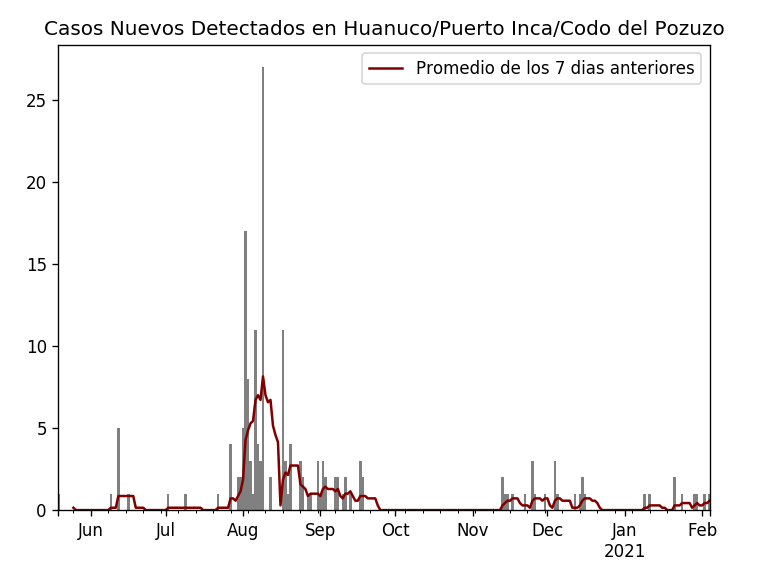 Casos Nuevos Detectados en Huanuco/Puerto Inca/Codo del Pozuzo
Promedio de los 7 dias anteriores
25
20
15
10
5
0
Jun Jul Aug Sep Oct Nov Dec Jan Feb
2021